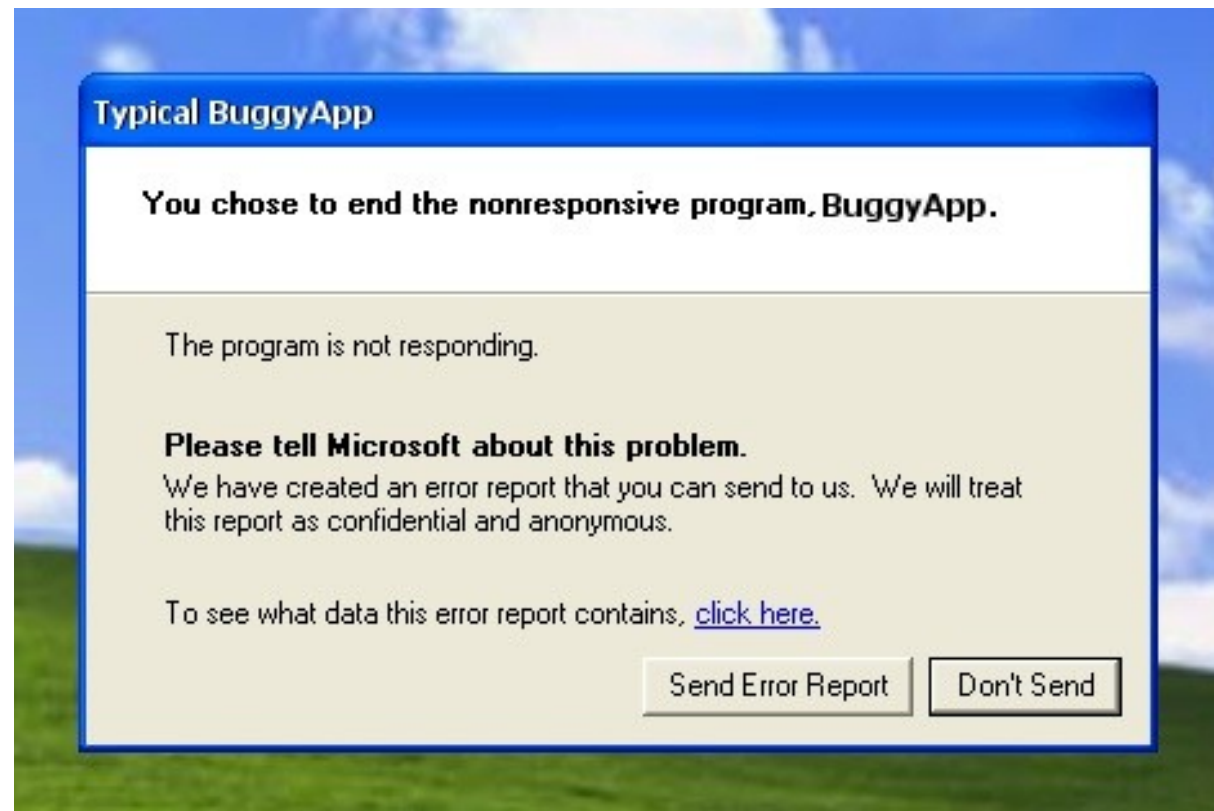 Typical BuggyApp
You chose to end the nonresponsive program, BuggyApp.
The program is not responding.
Please tell Microsoft about this problem.
We have created an error report that you can send to us.  We will treat
this report as confidential and anonymous.
To see what data this error report contains, click here.
Send Error Report
Don't Send